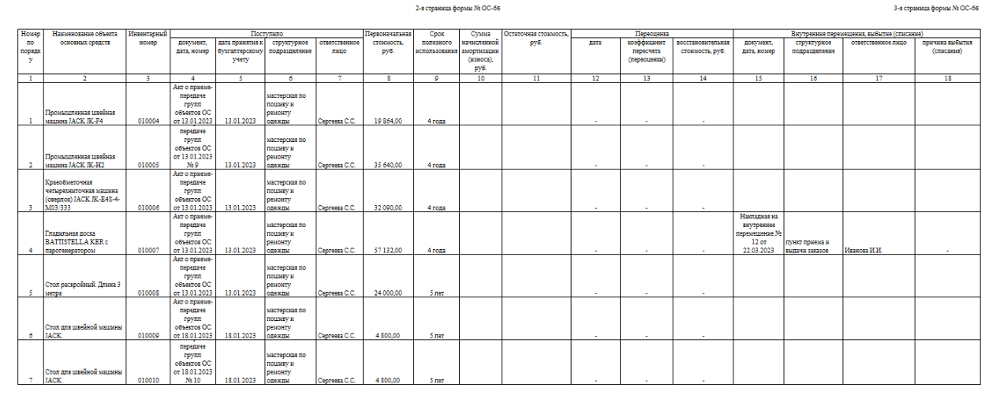 2-я страница формы № ОС-6б
3-я страница формы № ОС-6б
Номер по порядку
Наименование объекта основных средств
Инвентарный номер
Поступило
документ, дата, номер
дата принятия к бухгалтерскому учету
структурное подразделение
ответственное лицо
Первоначальная стоимость, руб.
Срок полезного использования
Сумма начисленной амортизации (износа), руб.
Остаточная стоимость, руб.
Переоценка
дата
коэффициент пересчета (переоценки)
восстановительная стоимость, руб.
Внутренние перемещения, выбытие (списание)
документ, дата, номер
структурное подразделение
ответственное лицо
причина выбытия (списания)
1 2 3 4 5 6 7 8 9 10 11 12 13 14 15 16 17 18
1 Промышленная швейная машина JACK JK-F4 010004 Акт о приеме-передаче групп объектов ОС от 13.01.2023 13.01.2023 мастерская по пошиву и ремонту одежды Сергеева С.С. 19 864,00 4 года - - -
2 Промышленная швейная машина JACK JK-H2 010005 передаче групп объектов ОС от 13.01.2023 № 9 13.01.2023 мастерская по пошиву и ремонту одежды Сергеева С.С. 35 640,00 4 года - - -
3 Краеобметочная четырехниточная машина (оверлок) JACK JK-E4S-4-M03/333 010006 Акт о приеме-передаче групп объектов ОС от 13.01.2023 13.01.2023 мастерская по пошиву и ремонту одежды Сергеева С.С. 32 090,00 4 года - - -
4 Гладильная доска BATTISTELLA KER с парогенератором 010007 Акт о приеме-передаче групп объектов ОС от 13.01.2023 13.01.2023 мастерская по пошиву и ремонту одежды Сергеева С.С. 57 132,00 4 года - - - Накладная на внутреннее перемещение № 12 от 22.03.2023 пункт приема и выдачи заказов Иванова И.И. -
5 Стол раскройный. Длина 3 метра 010008 Акт о приеме-передаче групп объектов ОС от 13.01.2023 13.01.2023 мастерская по пошиву и ремонту одежды Сергеева С.С. 24 000,00 5 лет - - -
6 Стол для швейной машины JACK 010009 Акт о приеме-передаче групп объектов ОС от 18.01.2023 18.01.2023 мастерская по пошиву и ремонту одежды Сергеева С.С. 4 800,00 5 лет - - -
7 Стол для швейной машины JACK 010010 передаче групп объектов ОС от 18.01.2023 № 10 18.01.2023 мастерская по пошиву и ремонту одежды Сергеева С.С. 4 800,00 5 лет - - -